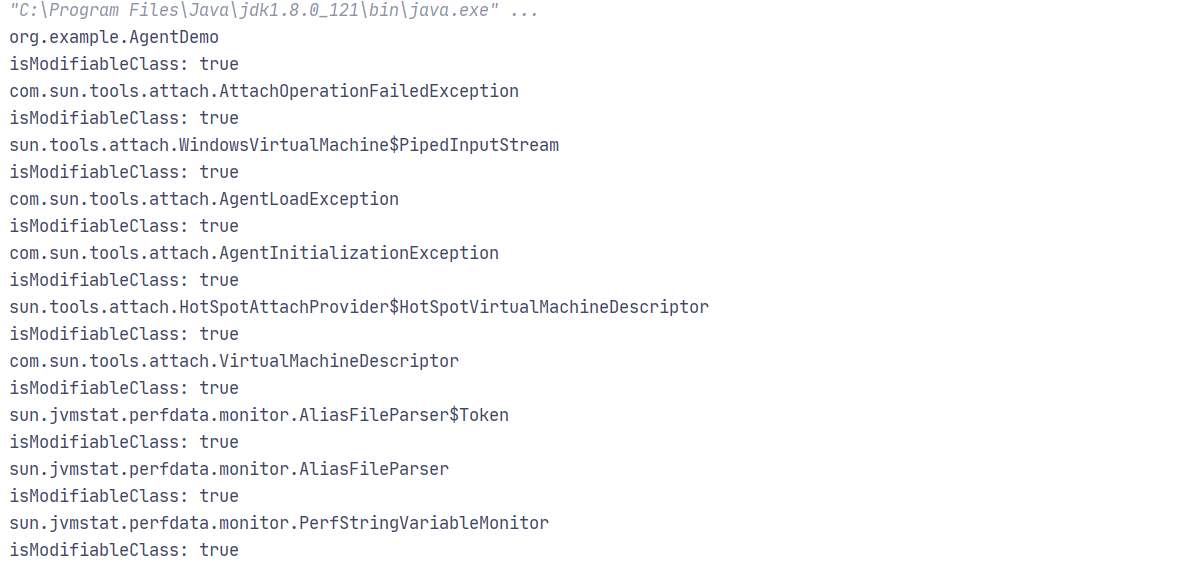 "C:\Program Files\Java\jdk1.8.0_121\bin\java.exe" ...
org.example.AgentDemo
isModifiableClass: true
com.sun.tools.attach.AttachOperationFailedException
isModifiableClass: true
sun.tools.attach.WindowsVirtualMachine$PipedInputStream
isModifiableClass: true
com.sun.tools.attach.AgentLoadException
isModifiableClass: true
com.sun.tools.attach.AgentInitializationException
isModifiableClass: true
sun.tools.attach.HotSpotAttachProvider$HotSpotVirtualMachineDescriptor
isModifiableClass: true
com.sun.tools.attach.VirtualMachineDescriptor
isModifiableClass: true
sun.jvmstat.perfdata.monitor.AliasFileParser$Token
isModifiableClass: true
sun.jvmstat.perfdata.monitor.AliasFileParser
isModifiableClass: true
sun.jvmstat.perfdata.monitor.PerfStringVariableMonitor
isModifiableClass: true